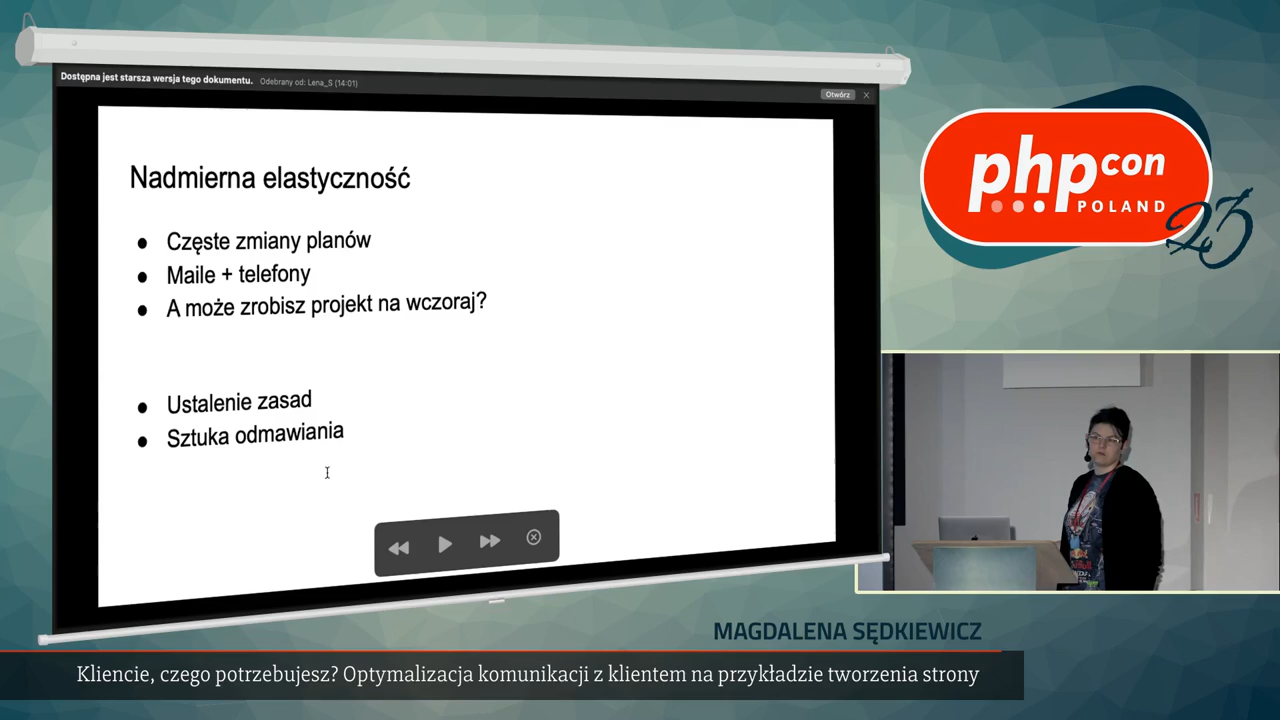 Dostępna jest starsza wersja tego dokumentu. Odebrany od: Lena_S (14:01)
Otwórz
Nadmierna elastyczność
Częste zmiany planów
Maile + telefony
A może zrobisz projekt na wczoraj?
Ustalenie zasad
Sztuka odmawiania
phpcon
POLAND
23
MAGDALENA SĘDKIEWICZ
Kliencie, czego potrzebujesz? Optymalizacja komunikacji z klientem na przykładzie tworzenia strony